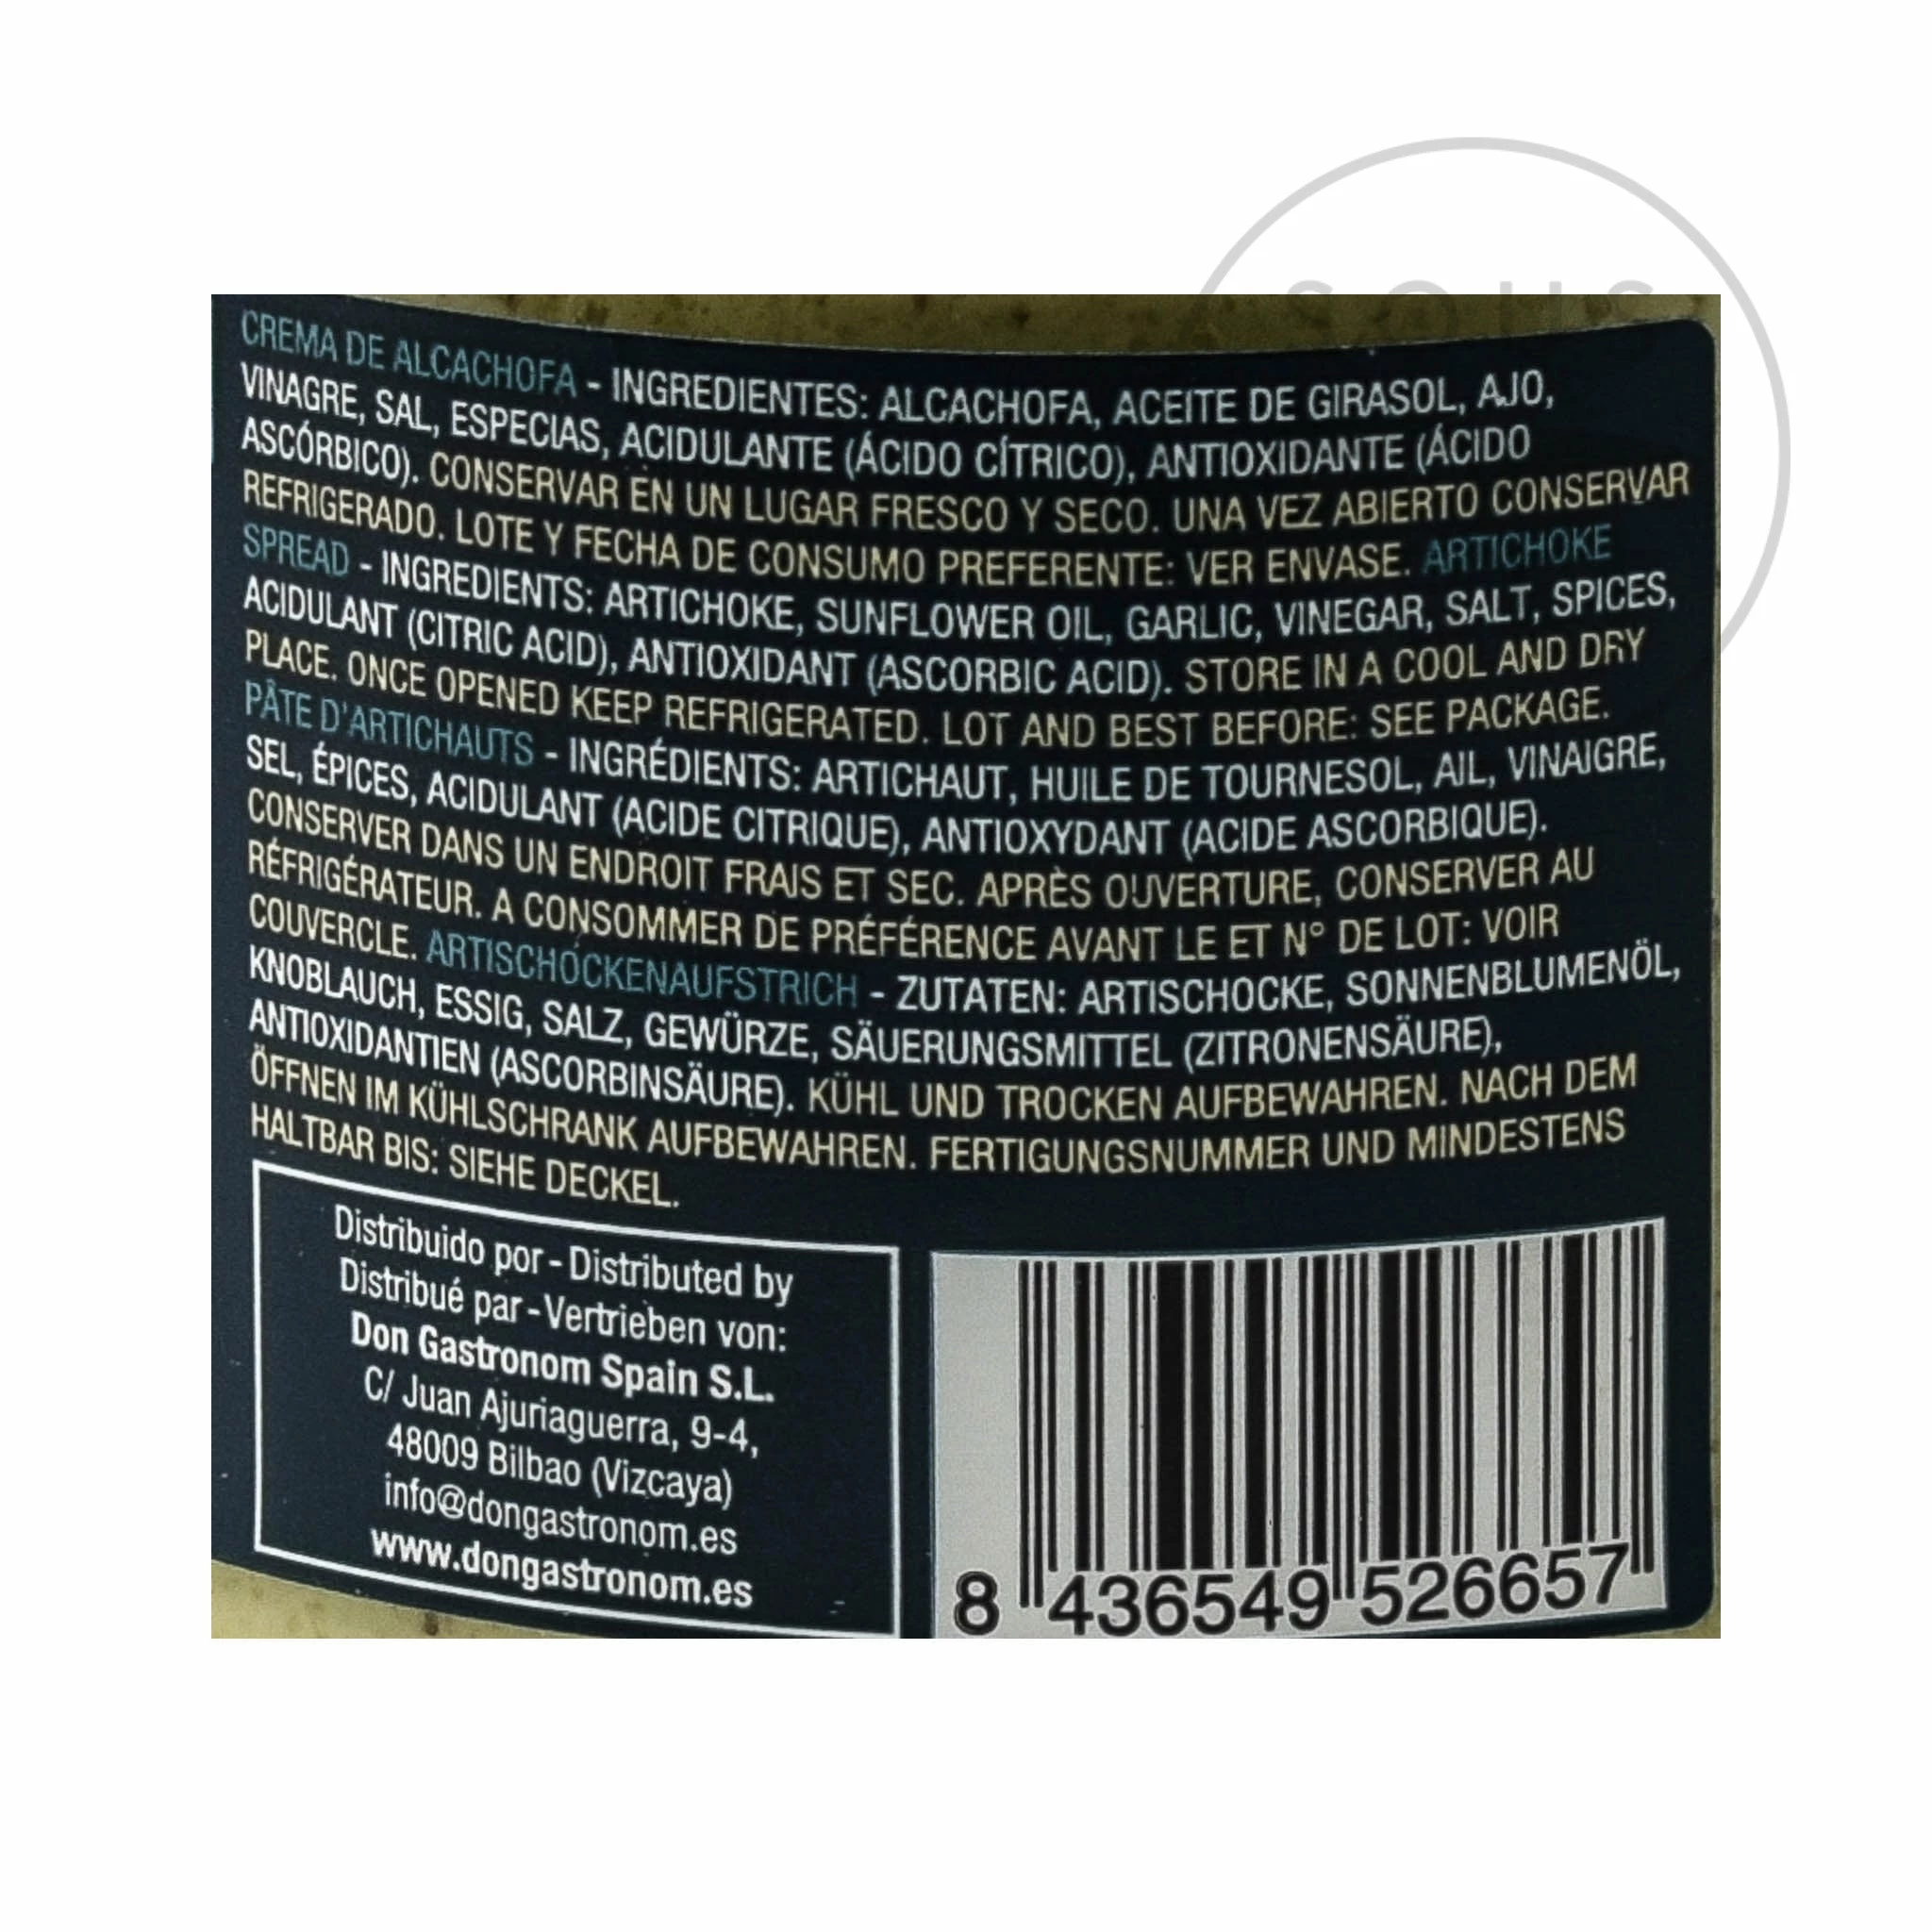 SOUS
CREMA DE ALCACHOFA - INGREDIENTES: ALCACHOFA, ACEITE DE GIRASOL, AJO,
VINAGRE, SAL, ESPECIAS, ACIDULANTE (ÁCIDO CÍTRICO), ANTIOXIDANTE (ÁCIDO
ASCÓRBICO). CONSERVAR EN UN LUGAR FRESCO Y SECO. UNA VEZ ABIERTO CONSERVAR
REFRIGERADO. LOTE Y FECHA DE CONSUMO PREFERENTE: VER ENVASE. ARTICHOKE
SPREAD - INGREDIENTS: ARTICHOKE, SUNFLOWER OIL, GARLIC, VINEGAR, SALT, SPICES,
ACIDULANT (CITRIC ACID), ANTIOXIDANT (ASCORBIC ACID). STORE IN A COOL AND DRY
PLACE. ONCE OPENED KEEP REFRIGERATED. LOT AND BEST BEFORE: SEE PACKAGE.
PÂTE D'ARTICHAUTS - INGRÉDIENTS: ARTICHAUT, HUILE DE TOURNESOL, AIL, VINAIGRE,
SEL, ÉPICES, ACIDULANT (ACIDE CITRIQUE), ANTIOXYDANT (ACIDE ASCORBIQUE).
CONSERVER DANS UN ENDROIT FRAIS ET SEC. APRÈS OUVERTURE, CONSERVER AU
RÉFRIGÉRATEUR. A CONSOMMER DE PRÉFÉRENCE AVANT LE ET N° DE LOT: VOIR
COUVERCLE. ARTISCHOCKENAUFSTRICH - ZUTATEN: ARTISCHOCKE, SONNENBLUMENÖL,
KNOBLAUCH, ESSIG, SALZ, GEWÜRZE, SÄUERUNGSMITTEL (ZITRONENSÄURE),
ANTIOXIDANTIEN (ASCORBINSÄURE). KÜHL UND TROCKEN AUFBEWAHREN. NACH DEM
ÖFFNEN IM KÜHLSCHRANK AUFBEWAHREN. FERTIGUNGSNUMMER UND MINDESTENS
HALTBAR BIS: SIEHE DECKEL.
Distribuido por - Distributed by
Distribué par - Vertrieben von:
Don Gastronom Spain S.L.
C/ Juan Ajuriaguerra, 9-4,
48009 Bilbao (Vizcaya)
info@dongastronom.es
www.dongastronom.es
8 436549 526657